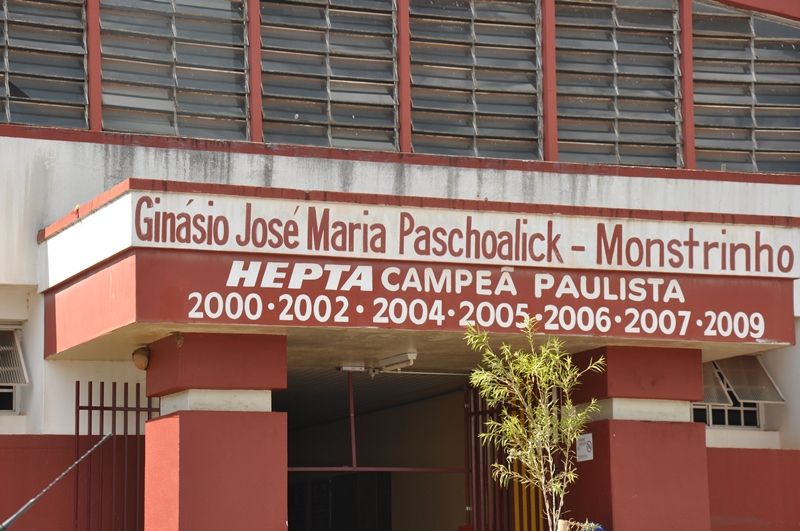 Ginásio José Maria Paschoalick - Monstrinho
HEPTA CAMPEÃ PAULISTA
2000 · 2002 · 2004 · 2005 · 2006 · 2007 · 2009